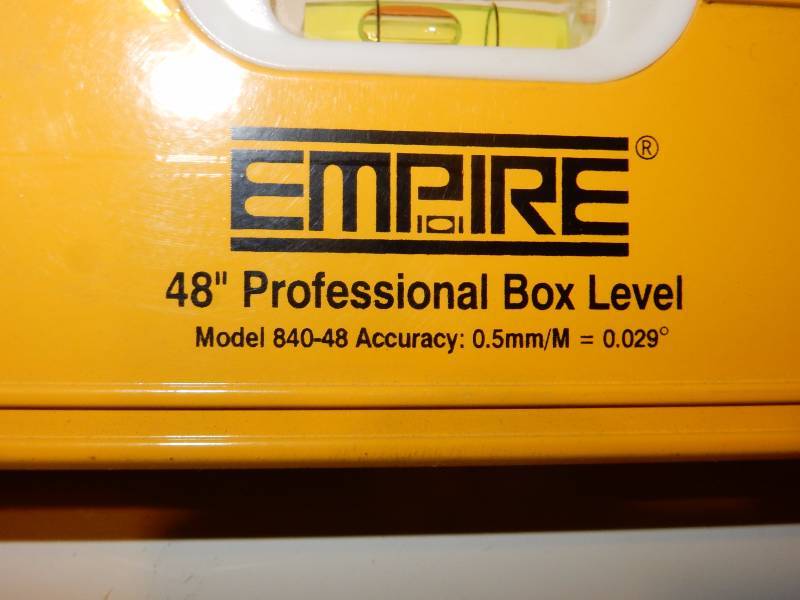 EMPIRE®
48" Professional Box Level
Model 840-48 Accuracy: 0.5mm/M = 0.029°